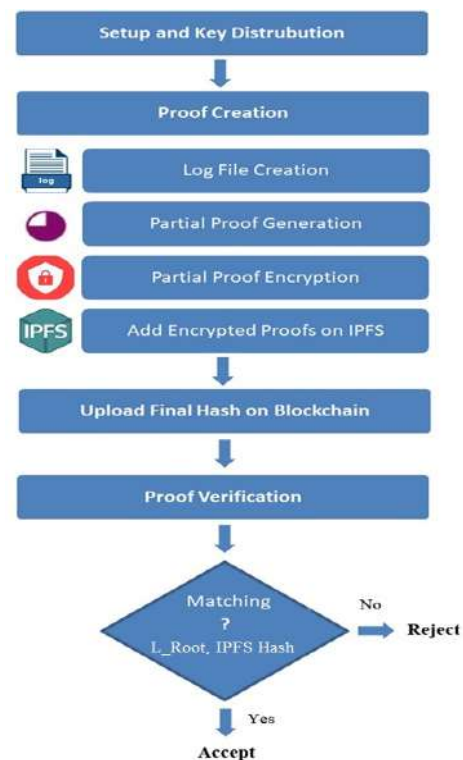 Setup and Key Distrubution
Proof Creation
log
Log File Creation
Partial Proof Generation
Partial Proof Encryption
IPFS
Add Encrypted Proofs on IPFS
Upload Final Hash on Blockchain
Proof Verification
Matching
?
L_Root, IPFS Hash
No
Reject
Yes
Accept